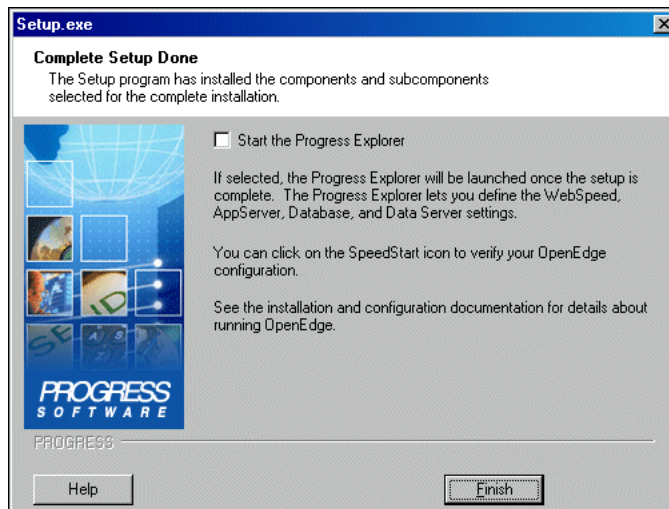 Setup.exe
Complete Setup Done
The Setup program has installed the components and subcomponents
selected for the complete installation.
Start the Progress Explorer
If selected, the Progress Explorer will be launched once the setup is
complete. The Progress Explorer lets you define the WebSpeed,
AppServer, Database, and Data Server settings.
You can click on the SpeedStart icon to verify your OpenEdge
configuration.
See the installation and configuration documentation for details about
running OpenEdge.
PROGRESS
SOFTWARE
PROGRESS
Help
Finish